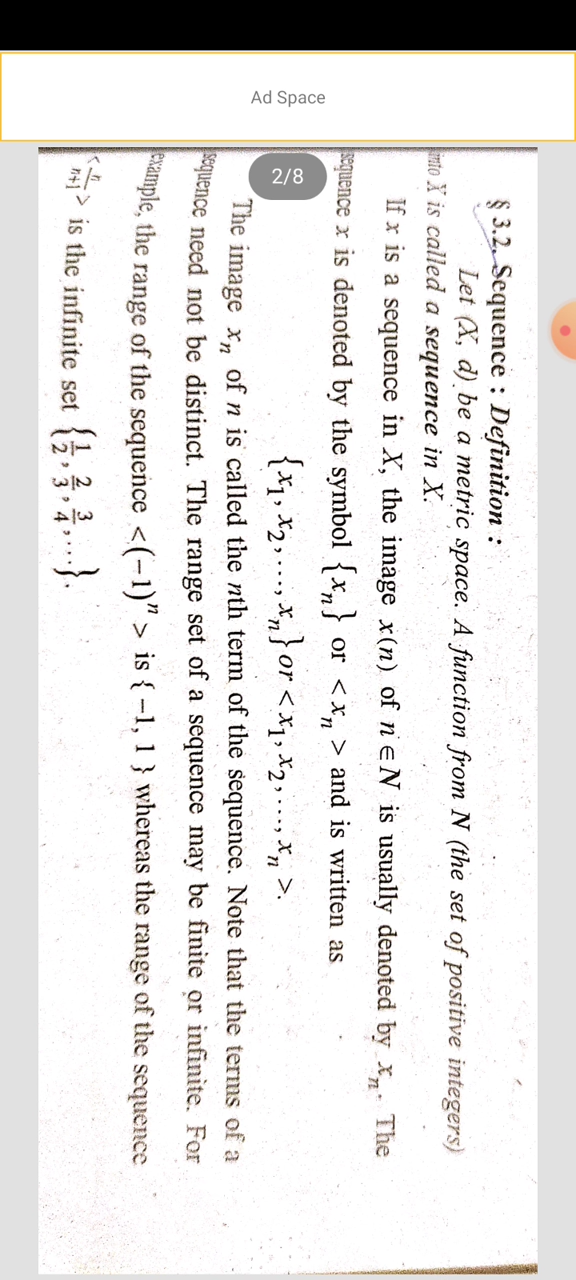 Ad Space
2/8
§ 3.2. Sequence : Definition :
Let (X, d) be a metric space. A function from N (the set of positive integers)
into X is called a sequence in X.
If x is a sequence in X, the image x(n) of n ∈ N is usually denoted by xₙ. The
sequence x is denoted by the symbol {xₙ} or < xₙ > and is written as
{x₁, x₂, ...., xₙ} or < x₁, x₂, ...., xₙ >.
The image xₙ of n is called the nth term of the sequence. Note that the terms of a
sequence need not be distinct. The range set of a sequence may be finite or infinite. For
example, the range of the sequence <(−1)ⁿ > is { −1, 1 } whereas the range of the sequence
< n/n+1 > is the infinite set {1/2, 2/3, 3/4, ...}.